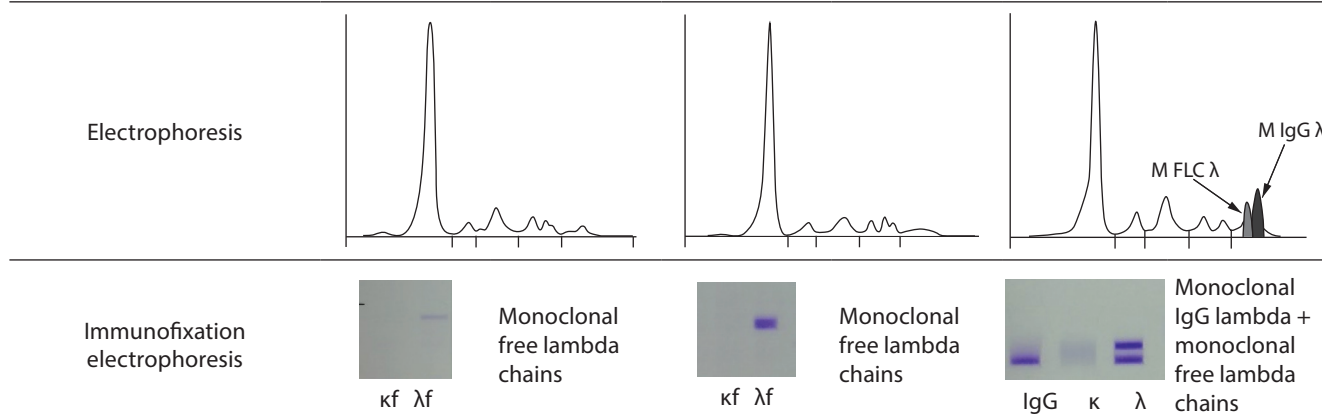 Electrophoresis
M FLC λ
M IgG λ
Immunofixation
electrophoresis
κf λf
Monoclonal
free lambda
chains
κf λf
Monoclonal
free lambda
chains
IgG κ λ
Monoclonal
IgG lambda +
monoclonal
free lambda
chains